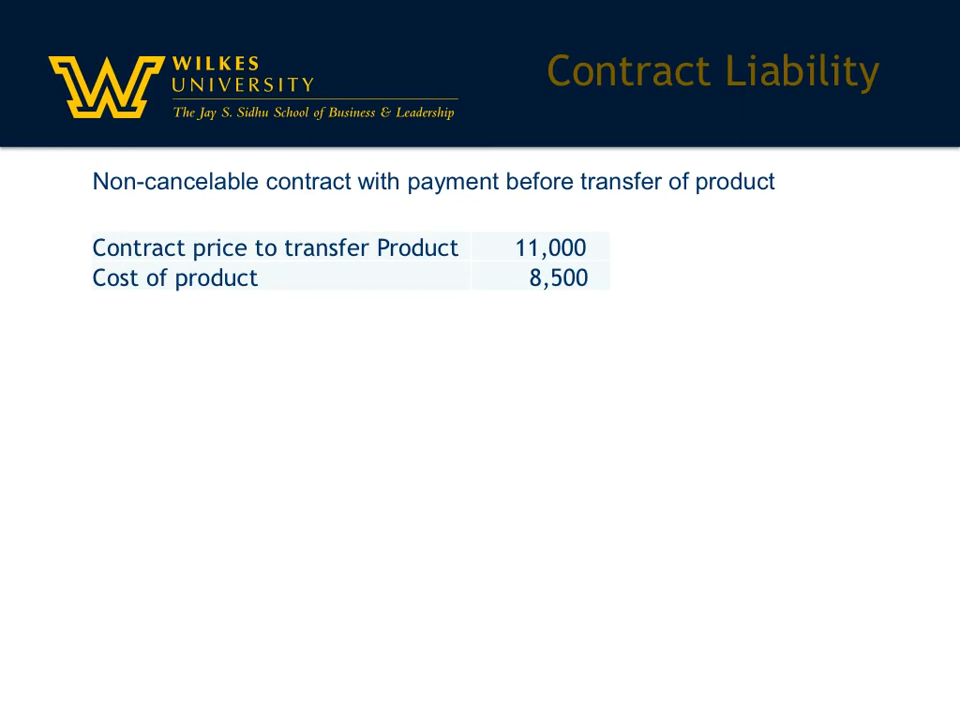 WILKES
UNIVERSITY
The Jay S. Sidhu School of Business & Leadership
Contract Liability
Non-cancelable contract with payment before transfer of product
Contract price to transfer Product 11,000
Cost of product 8,500